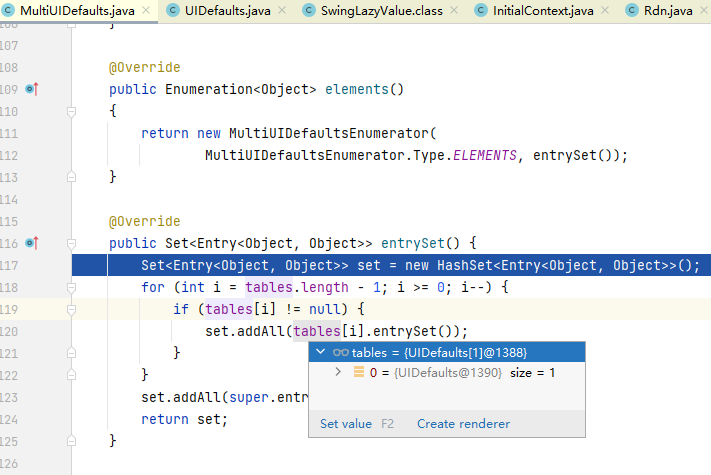 MultiUIDefaults.java × UIDefaults.java × SwingLazyValue.class × InitialContext.java × Rdn.java
107
108 @Override
109 public Enumeration<Object> elements()
110 {
111 return new MultiUIDefaultsEnumerator(
112 MultiUIDefaultsEnumerator.Type.ELEMENTS, entrySet());
113 }
114
115 @Override
116 public Set<Entry<Object, Object>> entrySet() {
117 Set<Entry<Object, Object>> set = new HashSet<Entry<Object, Object>>();
118 for (int i = tables.length - 1; i >= 0; i--) {
119 if (tables[i] != null) {
120 set.addAll(tables[i].entrySet());
121 }
tables = {UIDefaults[1]@1388}
122 }
0 = {UIDefaults@1390} size = 1
123 set.addAll(super.entr
124 return set;
Set value F2 Create renderer
125 }
126